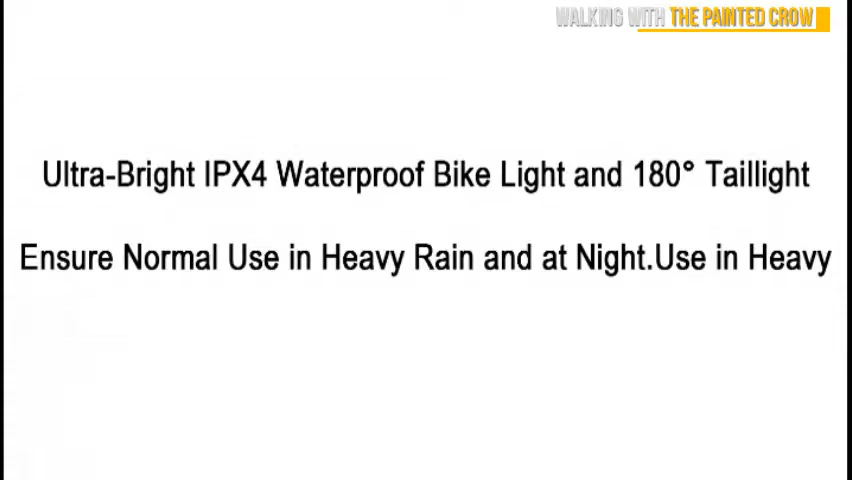 WALKING WITH THE PAINTED CROW
Ultra-Bright IPX4 Waterproof Bike Light and 180° Taillight
Ensure Normal Use in Heavy Rain and at Night.Use in Heavy